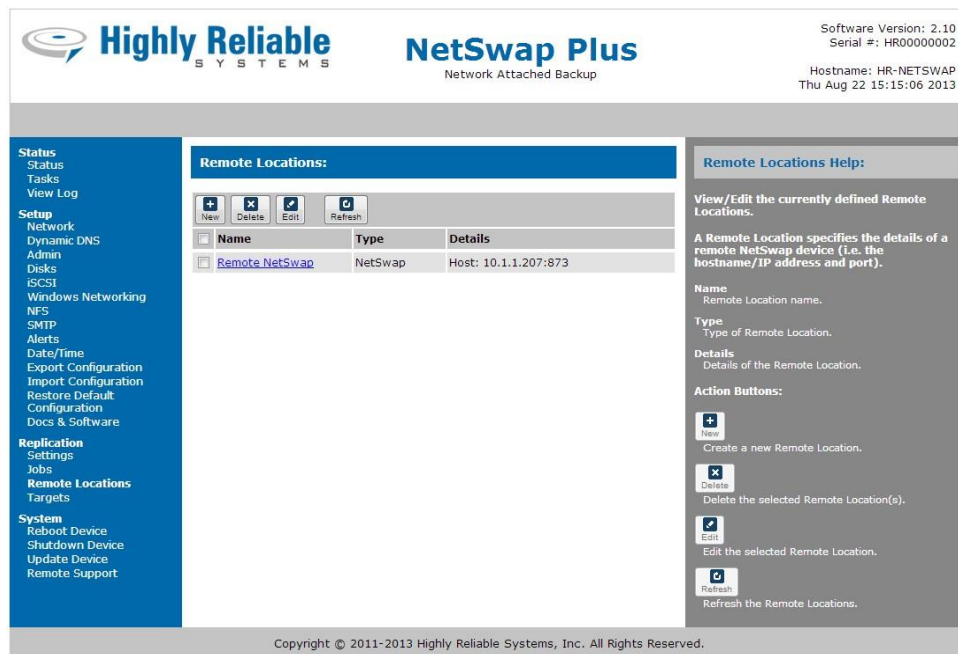 Highly Reliable
SYSTEMS
NetSwap Plus
Network Attached Backup
Software Version: 2.10
Serial #: HR00000002
Hostname: HR-NETSWAP
Thu Aug 22 15:15:06 2013
Status
Status
Tasks
View Log
Setup
Network
Dynamic DNS
Admin
Disks
iSCSI
Windows Networking
NFS
SMTP
Alerts
Date/Time
Export Configuration
Import Configuration
Restore Default
Configuration
Docs & Software
Replication
Settings
Jobs
Remote Locations
Targets
System
Reboot Device
Shutdown Device
Update Device
Remote Support
Remote Locations:
New Delete Edit Refresh
Name Type Details
Remote NetSwap NetSwap Host: 10.1.1.207:873
Remote Locations Help:
View/Edit the currently defined Remote
Locations.
A Remote Location specifies the details of a
remote NetSwap device (i.e. the
hostname/IP address and port).
Name
Remote Location name.
Type
Type of Remote Location.
Details
Details of the Remote Location.
Action Buttons:
New
Create a new Remote Location.
Delete
Delete the selected Remote Location(s).
Edit
Edit the selected Remote Location.
Refresh
Refresh the Remote Locations.
Copyright © 2011-2013 Highly Reliable Systems, Inc. All Rights Reserved.